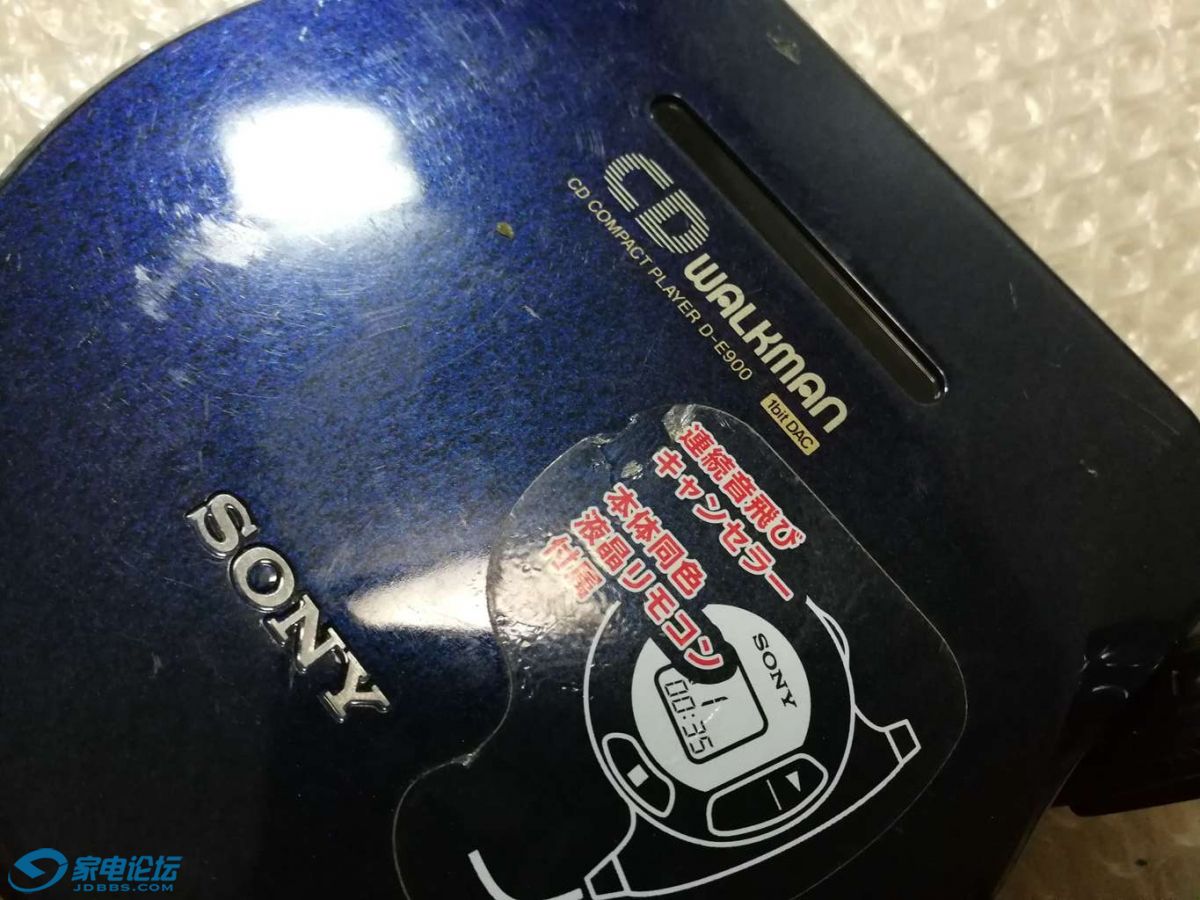 CD WALKMAN
CD COMPACT PLAYER D-E900
1bit DAC
SONY
連続音飛び
キャンセラー
本体同色
液晶リモコン
付属
SONY
1
00:35
家电论坛
JDBBS.COM